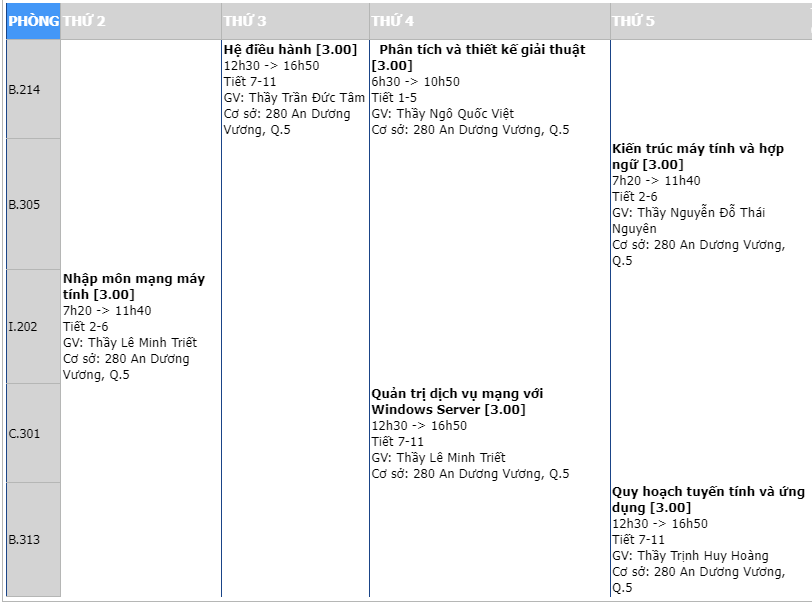 PHÒNG THỨ 2 THỨ 3 THỨ 4 THỨ 5
B.214
Hệ điều hành [3.00]
12h30 -> 16h50
Tiết 7-11
GV: Thầy Trần Đức Tâm
Cơ sở: 280 An Dương
Vương, Q.5
Phân tích và thiết kế giải thuật
[3.00]
6h30 -> 10h50
Tiết 1-5
GV: Thầy Ngô Quốc Việt
Cơ sở: 280 An Dương Vương, Q.5
B.305
Kiến trúc máy tính và hợp
ngữ [3.00]
7h20 -> 11h40
Tiết 2-6
GV: Thầy Nguyễn Đỗ Thái
Nguyên
Cơ sở: 280 An Dương Vương,
Q.5
I.202
Nhập môn mạng máy
tính [3.00]
7h20 -> 11h40
Tiết 2-6
GV: Thầy Lê Minh Triết
Cơ sở: 280 An Dương
Vương, Q.5
C.301
Quản trị dịch vụ mạng với
Windows Server [3.00]
12h30 -> 16h50
Tiết 7-11
GV: Thầy Lê Minh Triết
Cơ sở: 280 An Dương Vương, Q.5
B.313
Quy hoạch tuyến tính và ứng
dụng [3.00]
12h30 -> 16h50
Tiết 7-11
GV: Thầy Trịnh Huy Hoàng
Cơ sở: 280 An Dương Vương,
Q.5